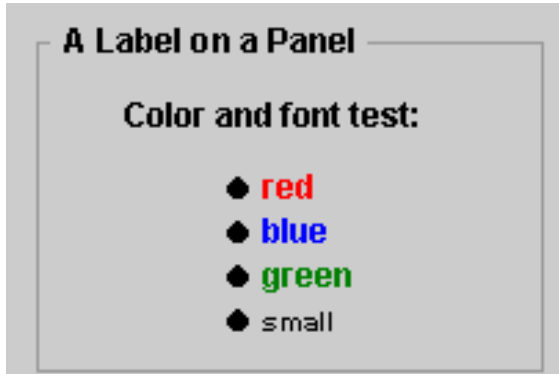 A Label on a Panel
Color and font test:
red
blue
green
small